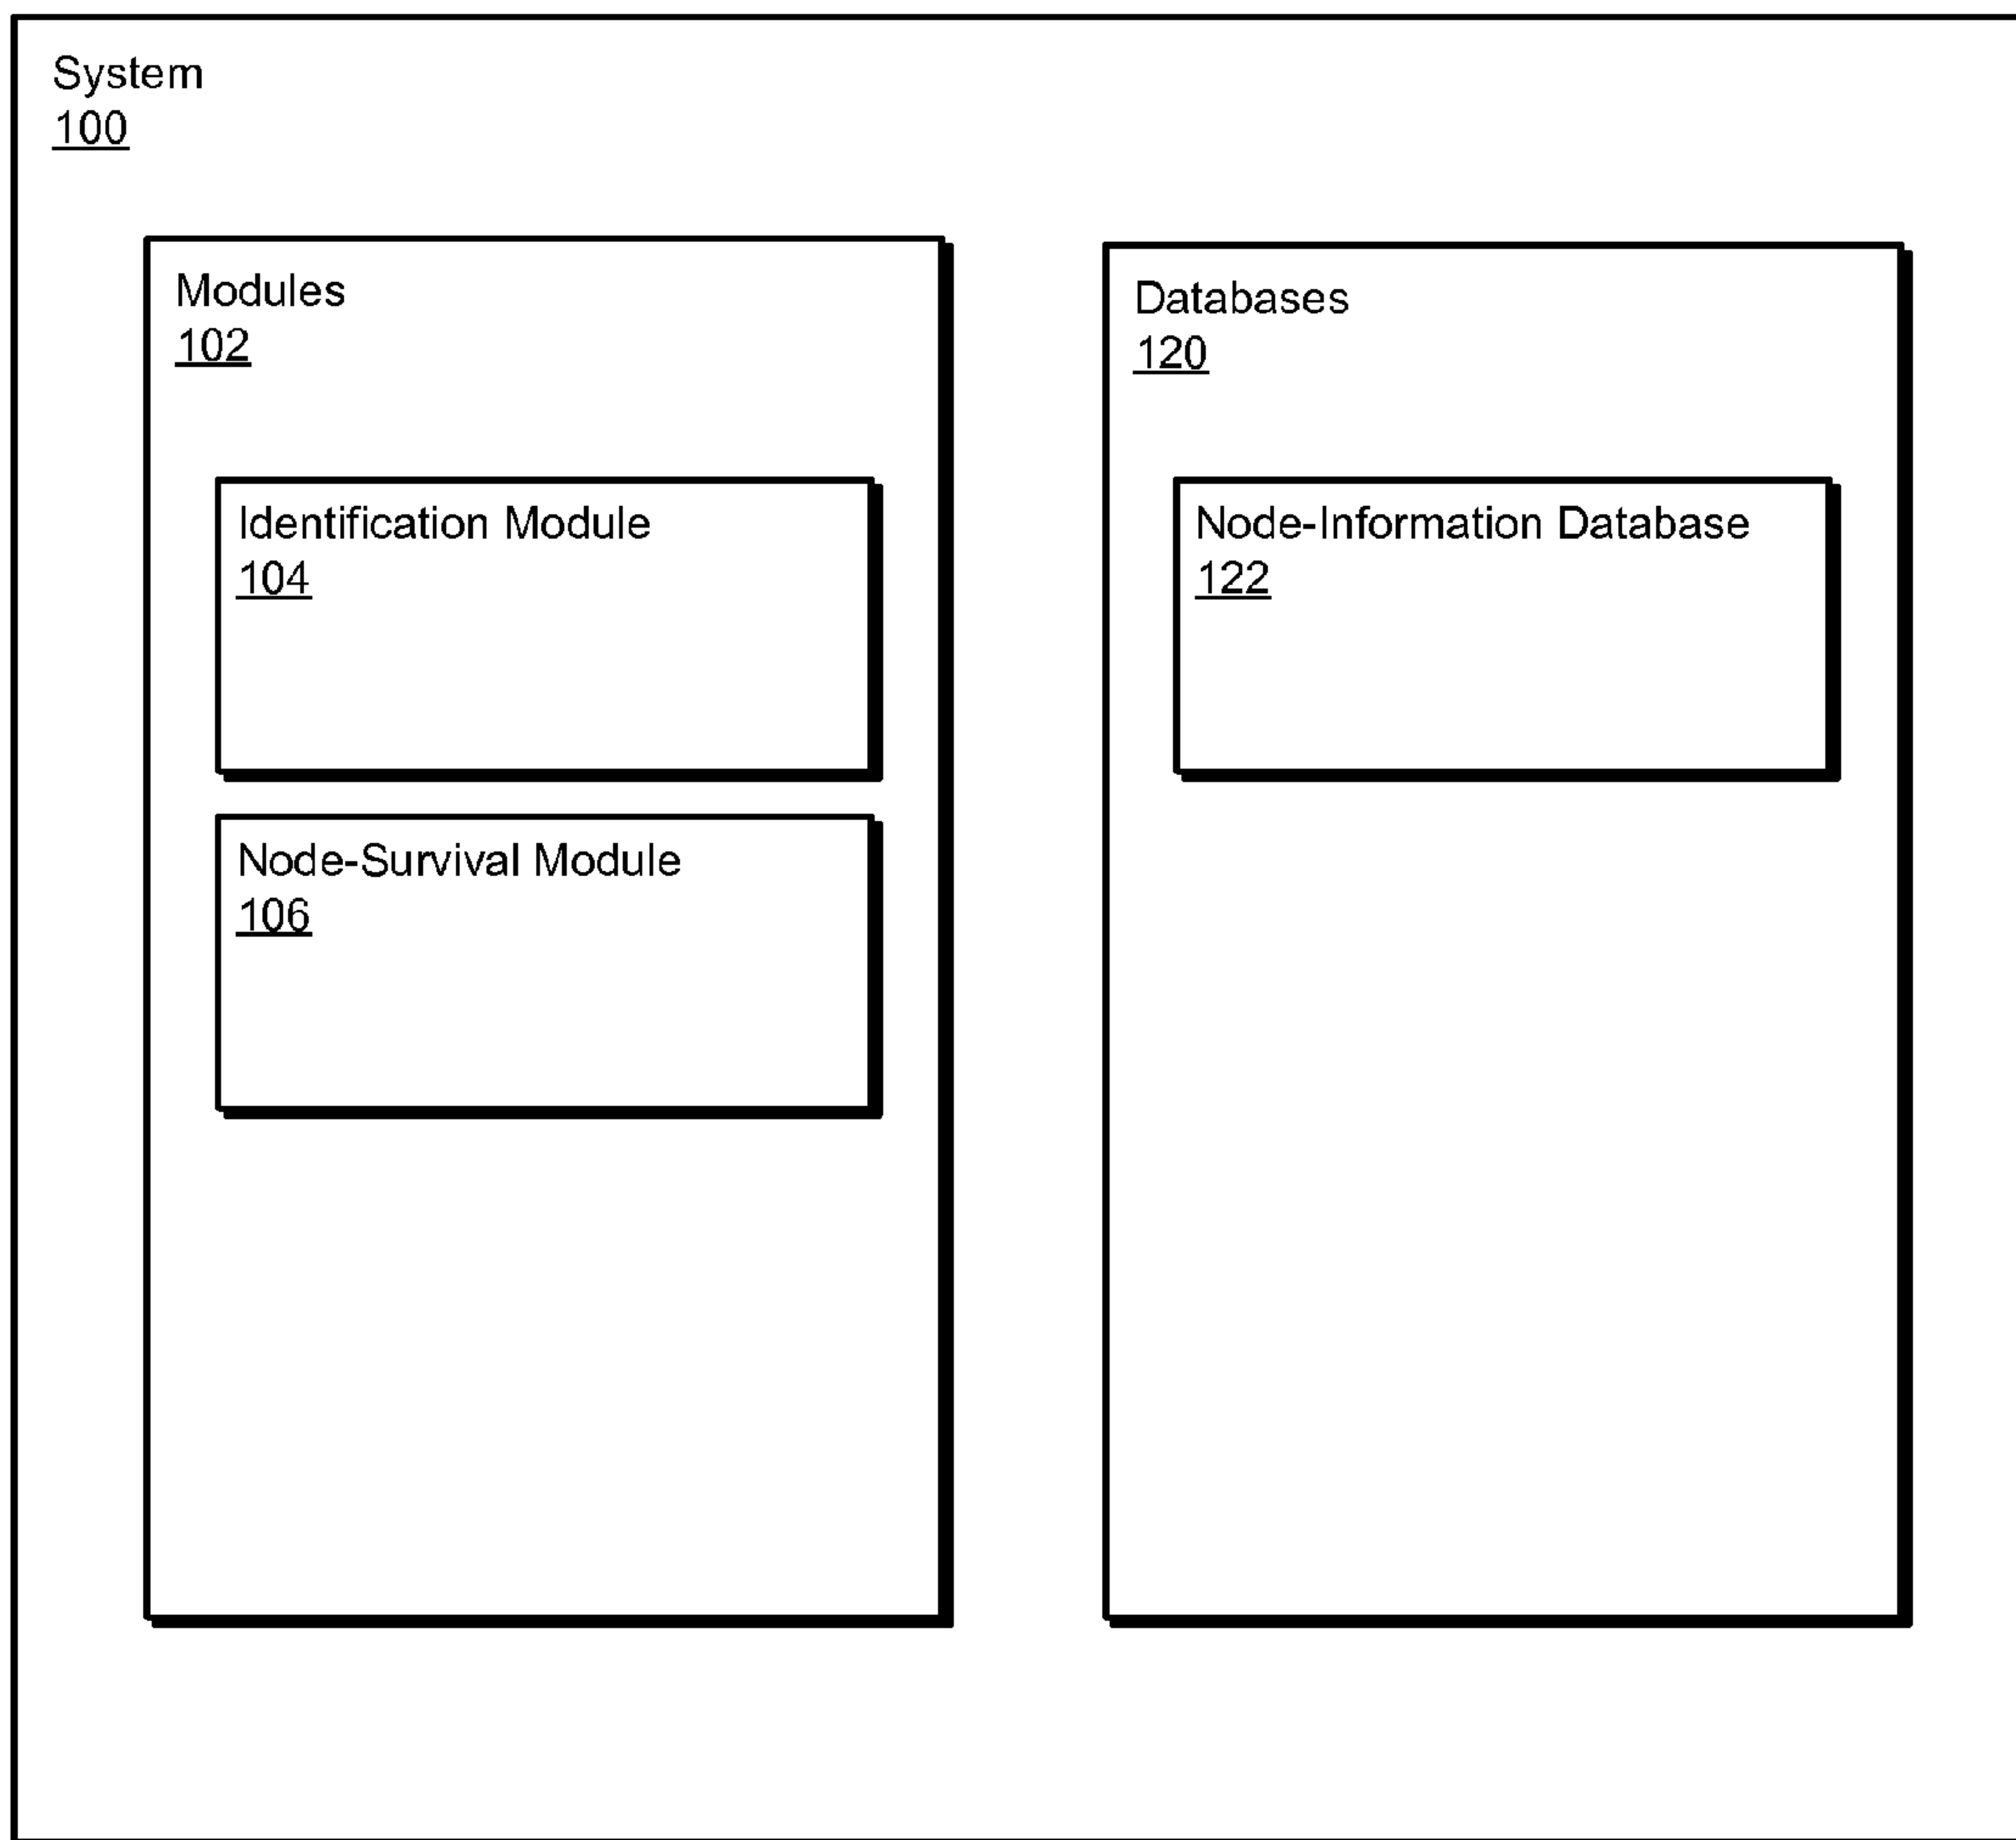 System
100
Modules
102
Identification Module
104
Node-Survival Module
106
Databases
120
Node-Information Database
122